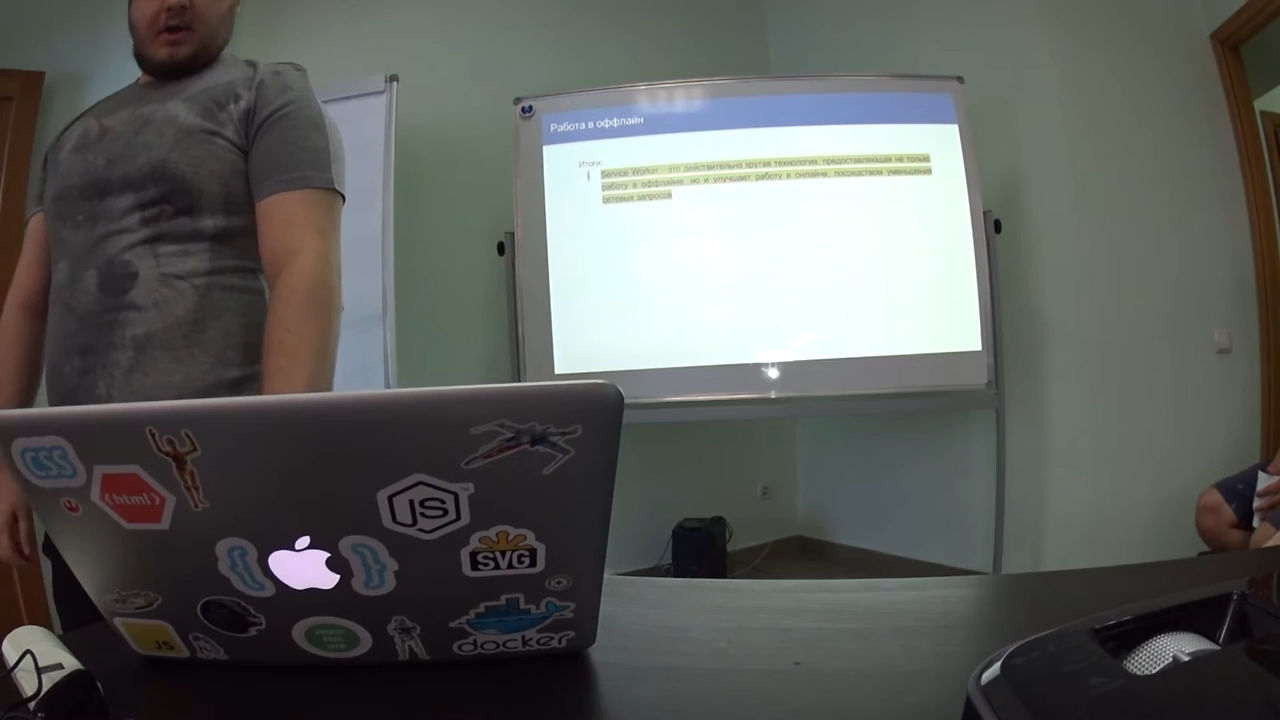 Работа в оффлайн
Итоги:
Service Worker это действительно крутая технология, предоставляющая не только
работу в оффлайне, но и улучшает работу в онлайне, посредством уменьшения
сетевых запросов
CSS
<html>
JS
{ }
SVG
JS
docker